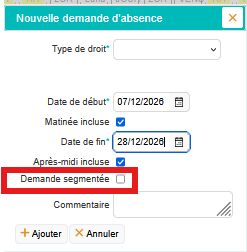 Nouvelle demande d'absence ×
Type de droit*
Date de début* 07/12/2026
Matinée incluse
Date de fin* 28/12/2026
Après-midi incluse
Demande segmentée
Commentaire
+ Ajouter × Annuler